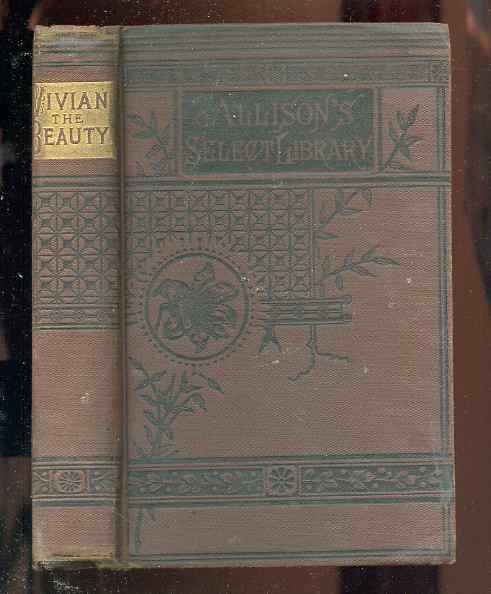 VIVIAN
THE
BEAUTY
ALLISON'S
SELECT LIBRARY